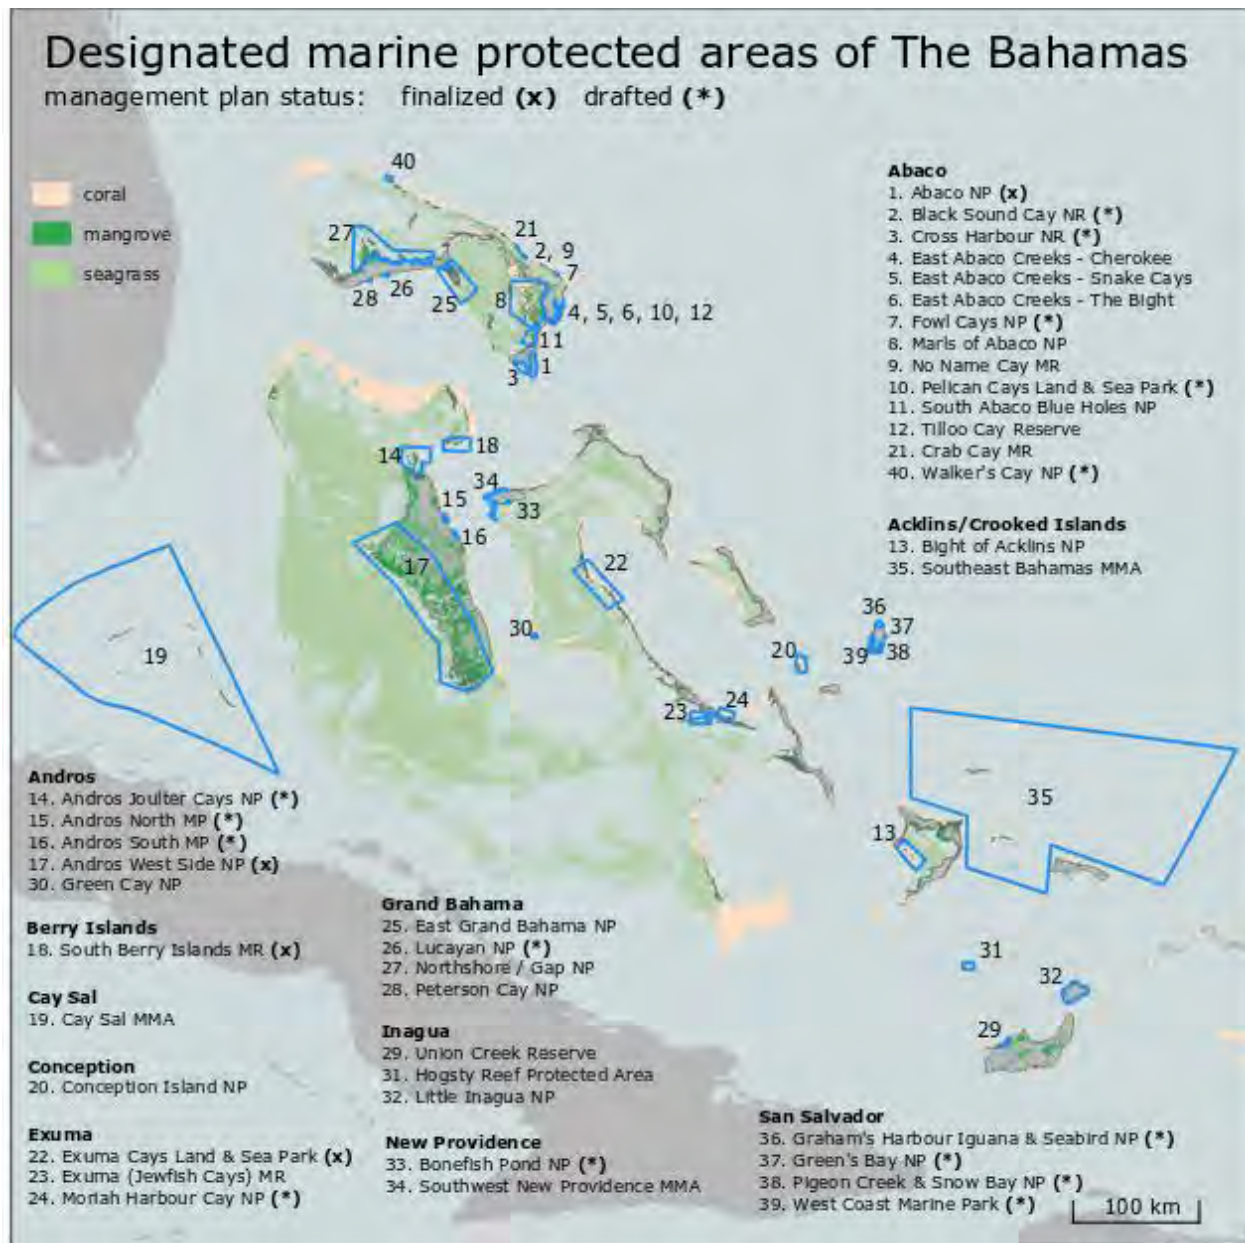 Designated marine protected areas of The Bahamas
management plan status: finalized (x) drafted (*)
coral
mangrove
seagrass
40
27
21
2, 9
7
26
28
25
8
4, 5, 6, 10, 12
11
3
1
14
18
34
15
33
16
17
22
30
19
20
36
37
39
38
23
24
35
13
31
32
29
Abaco
1. Abaco NP (x)
2. Black Sound Cay NR (*)
3. Cross Harbour NR (*)
4. East Abaco Creeks - Cherokee
5. East Abaco Creeks - Snake Cays
6. East Abaco Creeks - The Bight
7. Fowl Cays NP (*)
8. Marls of Abaco NP
9. No Name Cay MR
10. Pelican Cays Land & Sea Park (*)
11. South Abaco Blue Holes NP
12. Tilloo Cay Reserve
21. Crab Cay MR
40. Walker's Cay NP (*)
Acklins/Crooked Islands
13. Bight of Acklins NP
35. Southeast Bahamas MMA
Andros
14. Andros Joulter Cays NP (*)
15. Andros North MP (*)
16. Andros South MP (*)
17. Andros West Side NP (x)
30. Green Cay NP
Berry Islands
18. South Berry Islands MR (x)
Cay Sal
19. Cay Sal MMA
Conception
20. Conception Island NP
Exuma
22. Exuma Cays Land & Sea Park (x)
23. Exuma (Jewfish Cays) MR
24. Moriah Harbour Cay NP (*)
Grand Bahama
25. East Grand Bahama NP
26. Lucayan NP (*)
27. Northshore / Gap NP
28. Peterson Cay NP
Inagua
29. Union Creek Reserve
31. Hogsty Reef Protected Area
32. Little Inagua NP
New Providence
33. Bonefish Pond NP (*)
34. Southwest New Providence MMA
San Salvador
36. Graham's Harbour Iguana & Seabird NP (*)
37. Green's Bay NP (*)
38. Pigeon Creek & Snow Bay NP (*)
39. West Coast Marine Park (*)
100 km